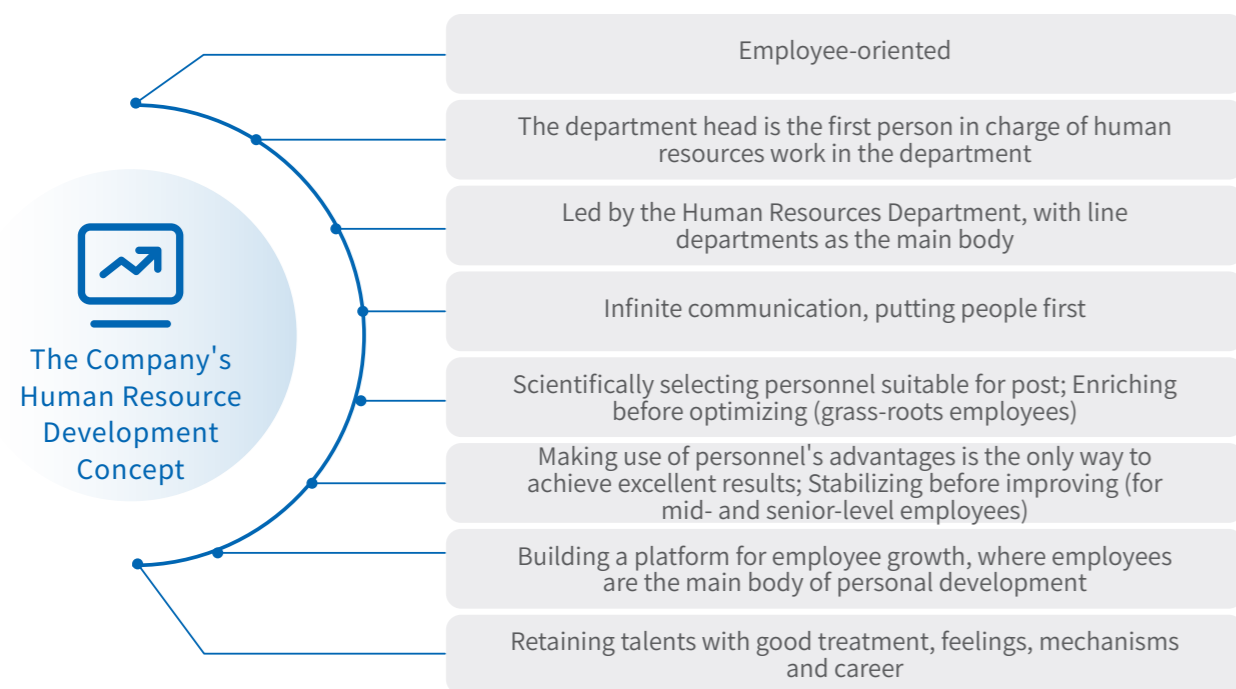 Employee-oriented
The department head is the first person in charge of human
resources work in the department
Led by the Human Resources Department, with line
departments as the main body
Infinite communication, putting people first
The Company's
Human Resource
Development
Concept
Scientifically selecting personnel suitable for post; Enriching
before optimizing (grass-roots employees)
Making use of personnel's advantages is the only way to
achieve excellent results; Stabilizing before improving (for
mid- and senior-level employees)
Building a platform for employee growth, where employees
are the main body of personal development
Retaining talents with good treatment, feelings, mechanisms
and career